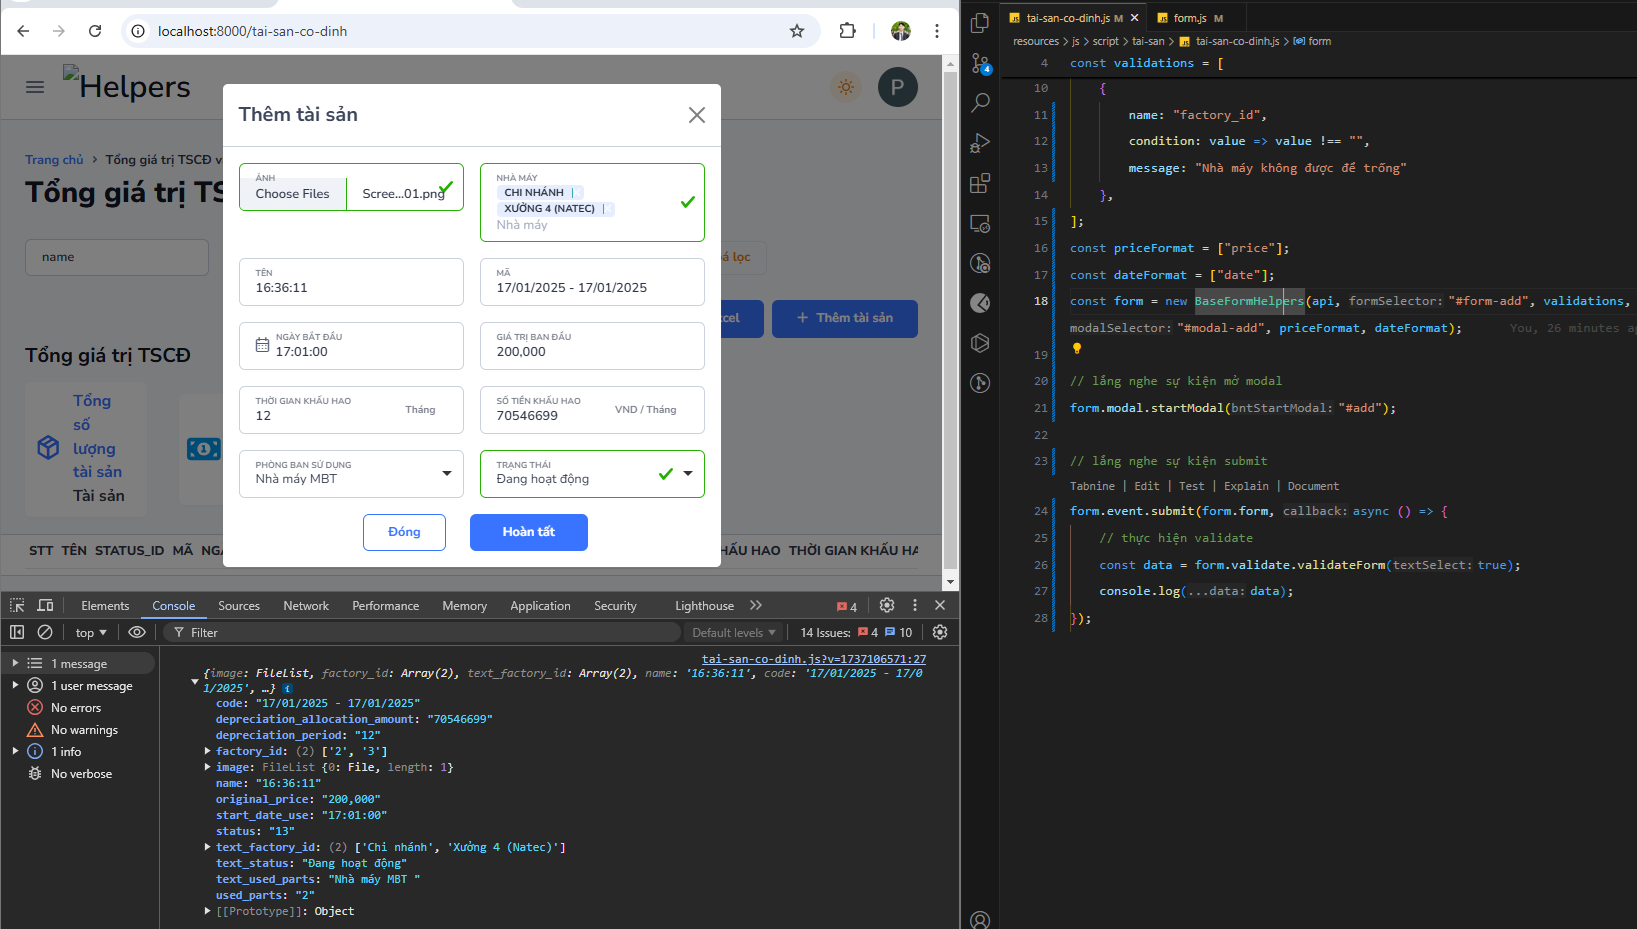 localhost:8000/tai-san-co-dinh
Helpers
P
Trang chủ > Tổng giá trị TSCĐ v
Tổng giá trị TS
name
á lọc
xcel
+ Thêm tài sản
Tổng giá trị TSCĐ
Tổng
số
lượng
tài sản
Tài sản
STT TÊN STATUS_ID MÃ NGÀ
HẤU HAO THỜI GIAN KHẤU HA
Thêm tài sản
ẢNH
Choose Files Scree...01.png
NHÀ MÁY
CHI NHÁNH
XƯỞNG 4 (NATEC)
Nhà máy
TÊN
16:36:11
MÃ
17/01/2025 - 17/01/2025
NGÀY BẮT ĐẦU
17:01:00
GIÁ TRỊ BAN ĐẦU
200,000
THỜI GIAN KHẤU HAO
12 Tháng
SỐ TIỀN KHẤU HAO
70546699 VND / Tháng
PHÒNG BAN SỬ DỤNG
Nhà máy MBT
TRẠNG THÁI
Đang hoạt động
Đóng
Hoàn tất
Elements Console Sources Network Performance Memory Application Security Lighthouse 4
top Filter Default levels 14 Issues: 4 10
1 message
1 user message
No errors
No warnings
1 info
No verbose
tai-san-co-dinh.js?v=1737106571:27
{image: FileList, factory_id: Array(2), text_factory_id: Array(2), name: '16:36:11', code: '17/01/2025 - 17/0
1/2025', …}
code: "17/01/2025 - 17/01/2025"
depreciation_allocation_amount: "70546699"
depreciation_period: "12"
factory_id: (2) ['2', '3']
image: FileList {0: File, length: 1}
name: "16:36:11"
original_price: "200,000"
start_date_use: "17:01:00"
status: "13"
text_factory_id: (2) ['Chi nhánh', 'Xưởng 4 (Natec)']
text_status: "Đang hoạt động"
text_used_parts: "Nhà máy MBT "
used_parts: "2"
[[Prototype]]: Object
4
tai-san-co-dinh.js M form.js M
resources > js > script > tai-san > tai-san-co-dinh.js > form
4 const validations = [
10 {
11 name: "factory_id",
12 condition: value => value !== "",
13 message: "Nhà máy không được để trống"
14 },
15 ];
16 const priceFormat = ["price"];
17 const dateFormat = ["date"];
18 const form = new BaseFormHelpers(api, formSelector: "#form-add", validations,
modalSelector: "#modal-add", priceFormat, dateFormat); You, 26 minutes ag
19
20 // lắng nghe sự kiện mở modal
21 form.modal.startModal(bntStartModal: "#add");
22
23 // lắng nghe sự kiện submit
Tabnine | Edit | Test | Explain | Document
24 form.event.submit(form.form, callback: async () => {
25 // thực hiện validate
26 const data = form.validate.validateForm(textSelect: true);
27 console.log(...data: data);
28 });